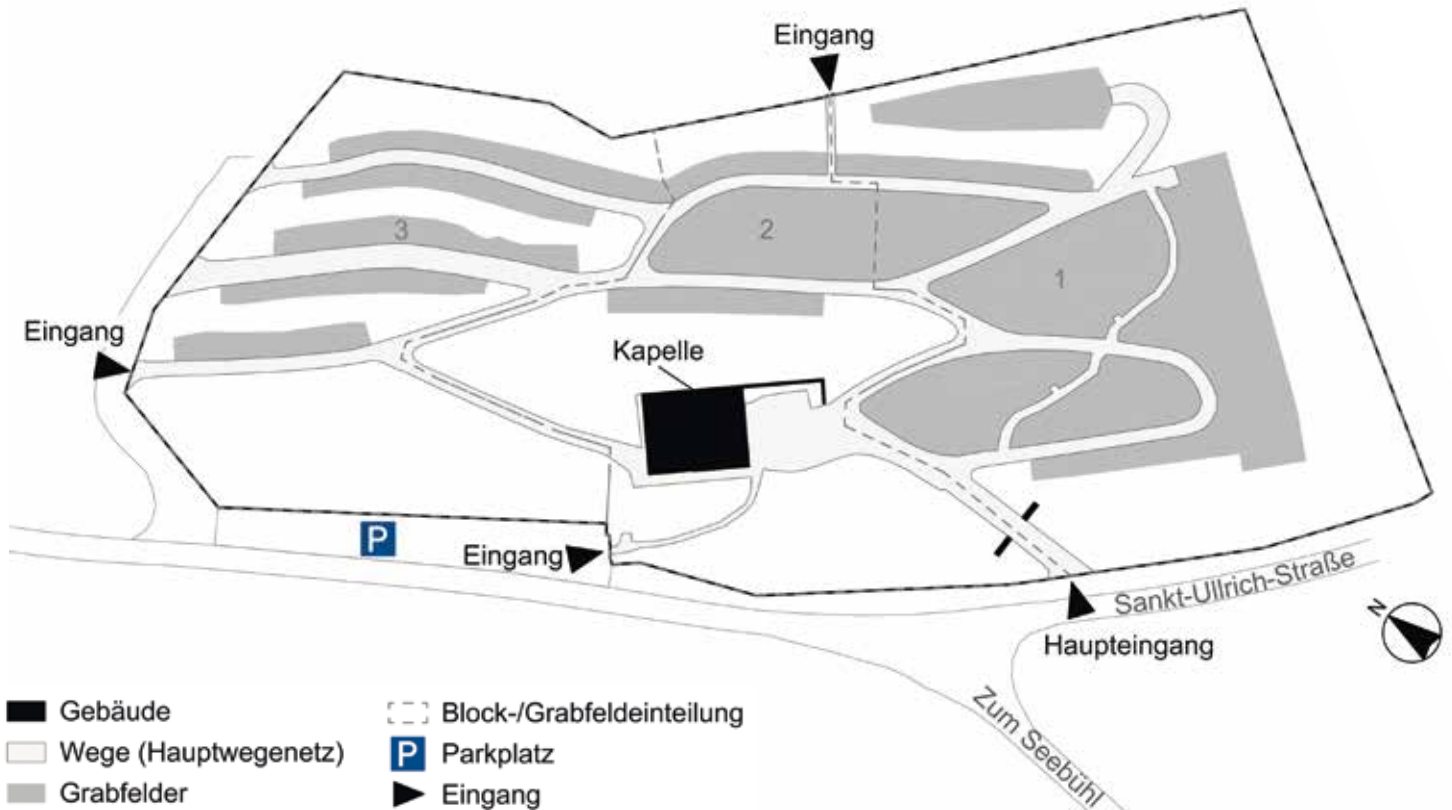 Eingang
3
2
1
Eingang
Kapelle
P
Eingang
Sankt-Ullrich-Straße
Haupteingang
N
Zum Seebühl
Gebäude
Wege (Hauptwegenetz)
Grabfelder
Block-/Grabfeldeinteilung
P Parkplatz
Eingang